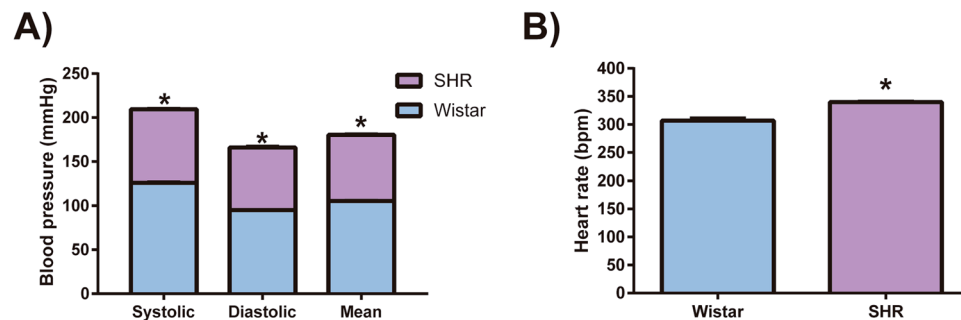 A)
Blood pressure (mmHg)
250
200
150
100
50
0
*
*
*
Systolic
Diastolic
Mean
SHR
Wistar
B)
Heart rate (bpm)
400
350
300
250
200
150
100
50
0
*
Wistar
SHR